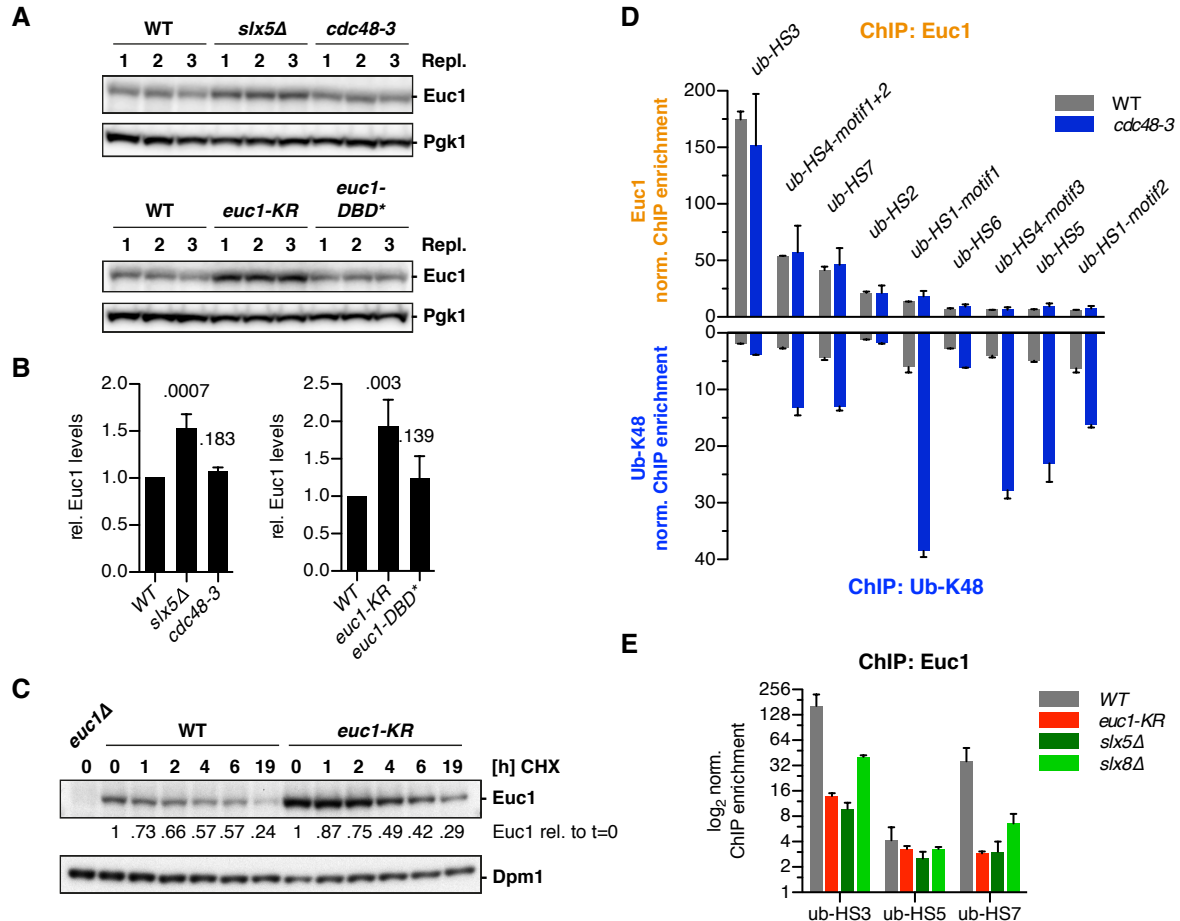 A
WT slx5Δ cdc48-3
1 2 3 1 2 3 1 2 3 Repl.
Euc1
Pgk1
WT euc1-KR euc1-DBD*
1 2 3 1 2 3 1 2 3 Repl.
Euc1
Pgk1
B
rel. Euc1 levels
2.0
1.5
1.0
0.5
0.0
.0007
.183
WT slx5Δ cdc48-3
rel. Euc1 levels
2.5
2.0
1.5
1.0
0.5
0.0
.003
.139
WT euc1-KR euc1-DBD*
C
euc1Δ WT euc1-KR
0 0 1 2 4 6 19 0 1 2 4 6 19 [h] CHX
Euc1
1 .73 .66 .57 .57 .24 1 .87 .75 .49 .42 .29 Euc1 rel. to t=0
Dpm1
D
ChIP: Euc1
WT
cdc48-3
Euc1
norm. ChIP enrichment
200
150
100
50
0
ub-HS3
ub-HS4-motif1+2
ub-HS7
ub-HS2
ub-HS1-motif1
ub-HS6
ub-HS4-motif3
ub-HS5
ub-HS1-motif2
Ub-K48
norm. ChIP enrichment
0
10
20
30
40
ChIP: Ub-K48
E
ChIP: Euc1
log2 norm.
ChIP enrichment
256
128
64
32
16
8
4
2
1
WT
euc1-KR
slx5Δ
slx8Δ
ub-HS3 ub-HS5 ub-HS7